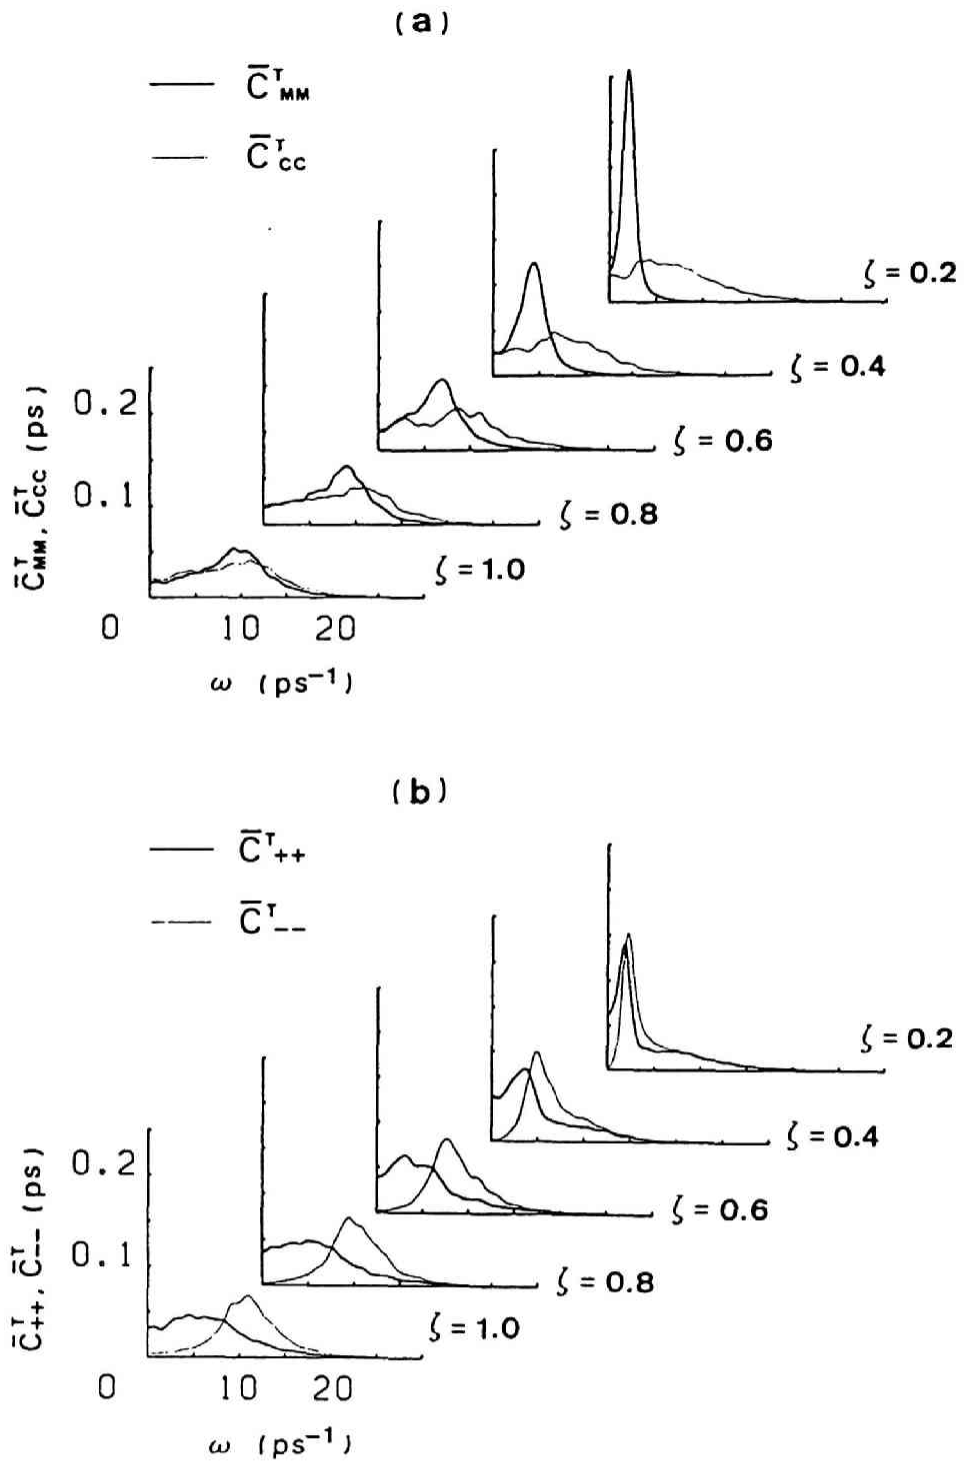 (a)
C̄ᵀMM
C̄ᵀCC
ζ = 0.2
ζ = 0.4
ζ = 0.6
ζ = 0.8
ζ = 1.0
C̄ᵀMM, C̄ᵀCC (ps)
0.2
0.1
0 10 20
ω (ps⁻¹)
(b)
C̄ᵀ++
C̄ᵀ−−
ζ = 0.2
ζ = 0.4
ζ = 0.6
ζ = 0.8
ζ = 1.0
C̄ᵀ++, C̄ᵀ−− (ps)
0.2
0.1
0 10 20
ω (ps⁻¹)